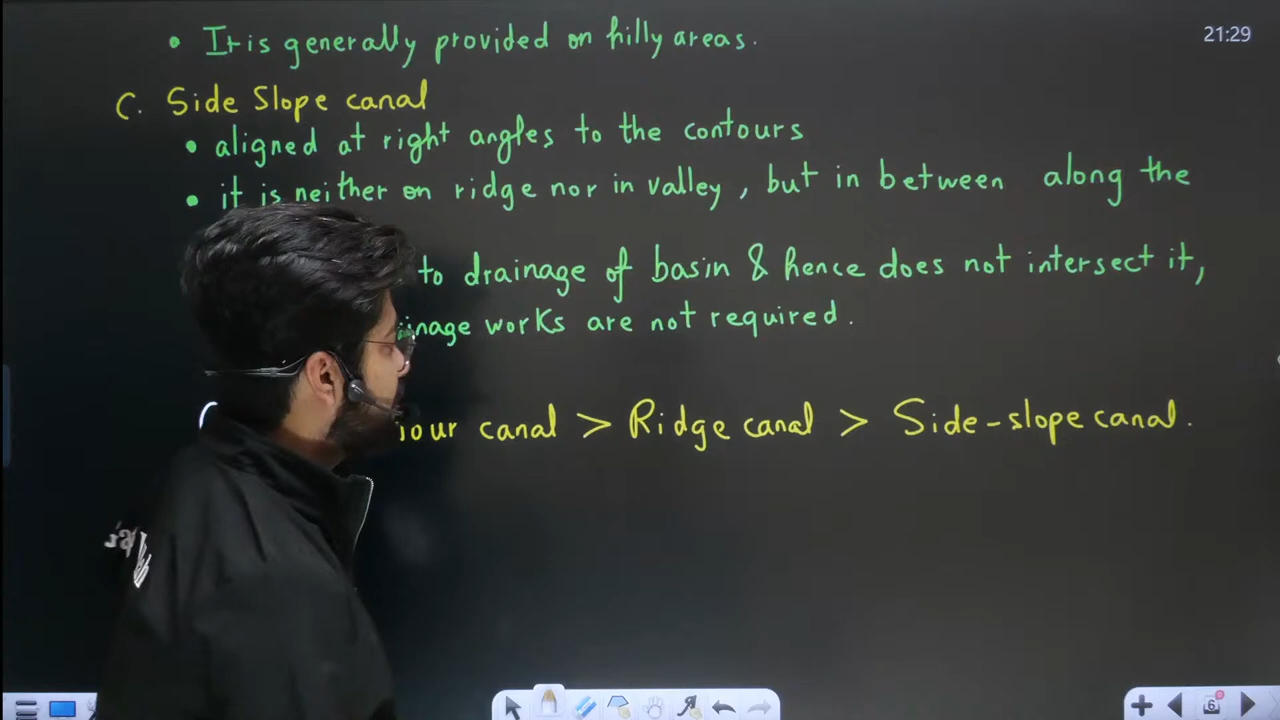 21:29
• It is generally provided on hilly areas.
C. Side Slope canal
• aligned at right angles to the contours
• it is neither on ridge nor in valley, but in between along the
to drainage of basin & hence does not intersect it,
works are not required.
canal > Ridge canal > Side-slope canal.
6